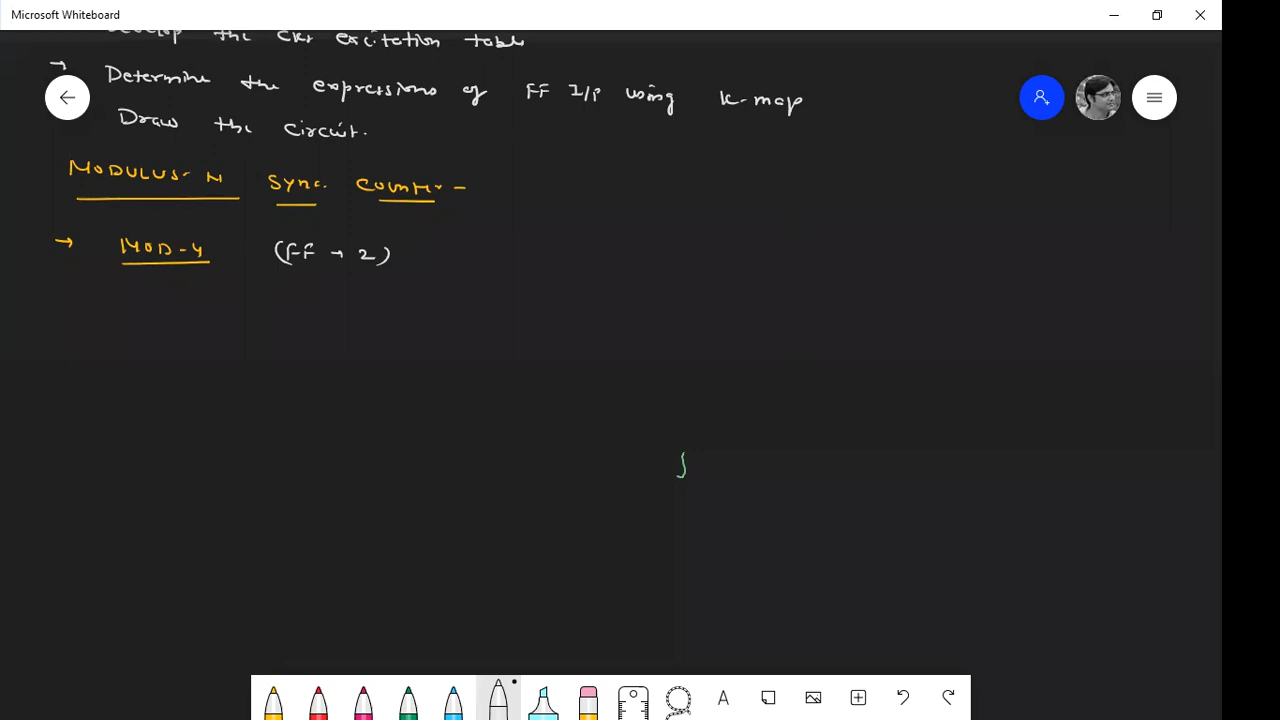 Microsoft Whiteboard
Develop the ckt excitation table
→ Determine the expressions of FF I/P using K-map
Draw the circuit.
MODULUS-N Sync. Counter -
→ MOD-4 (FF → 2)
J
A